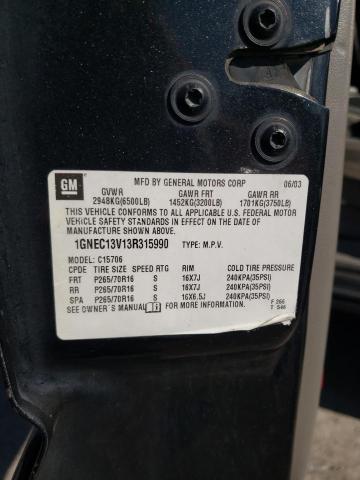 GM MFD BY GENERAL MOTORS CORP 06/03
GVWR GAWR FRT GAWR RR
2948KG(6500LB) 1452KG(3200LB) 1701KG(3750LB)
THIS VEHICLE CONFORMS TO ALL APPLICABLE U.S. FEDERAL MOTOR
VEHICLE SAFETY STANDARDS IN EFFECT ON THE DATE OF
MANUFACTURE SHOWN ABOVE.
1GNEC13V13R315990 TYPE: M.P.V.
MODEL: C15706
CPDE TIRE SIZE SPEED RTG RIM COLD TIRE PRESSURE
FRT P265/70R16 S 16X7J 240KPA(35PSI)
RR P265/70R16 S 16X7J 240KPA(35PSI)
SPA P265/70R16 S 16X6.5J 240KPA(35PSI)
SEE OWNER'S MANUAL FOR MORE INFORMATION.
F 266
T 546